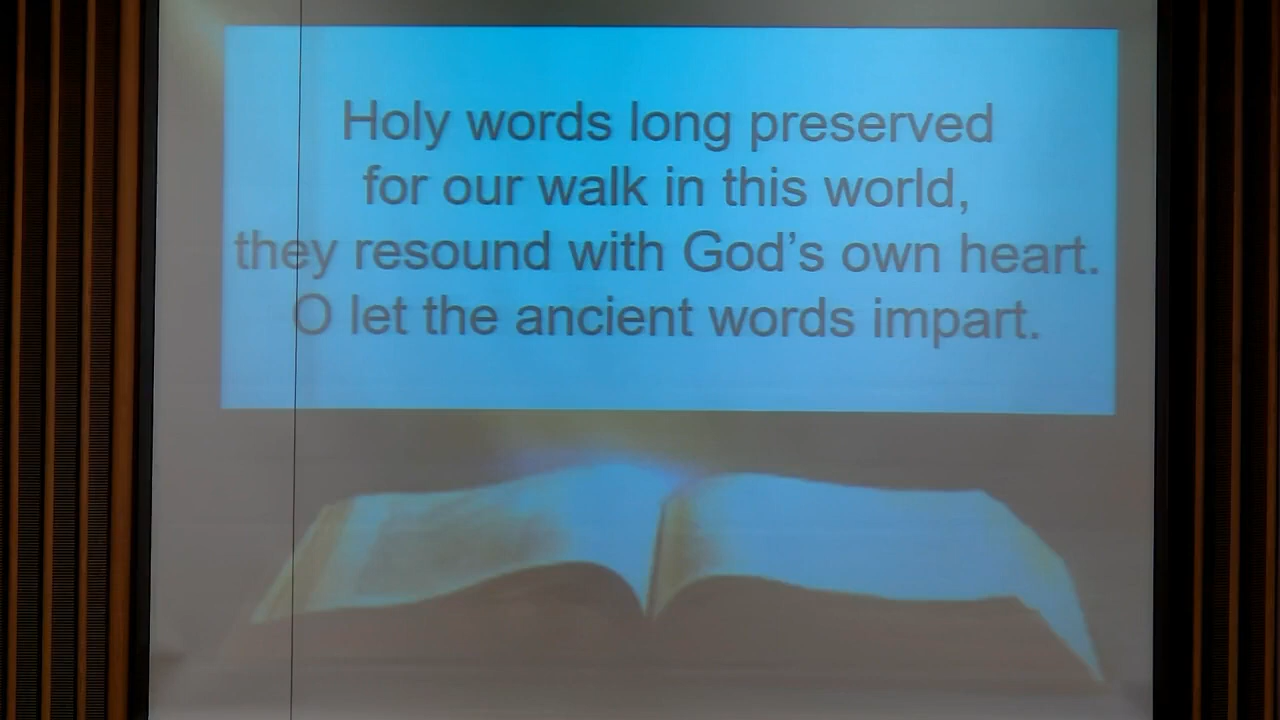 Holy words long preserved
for our walk in this world,
they resound with God’s own heart.
O let the ancient words impart.